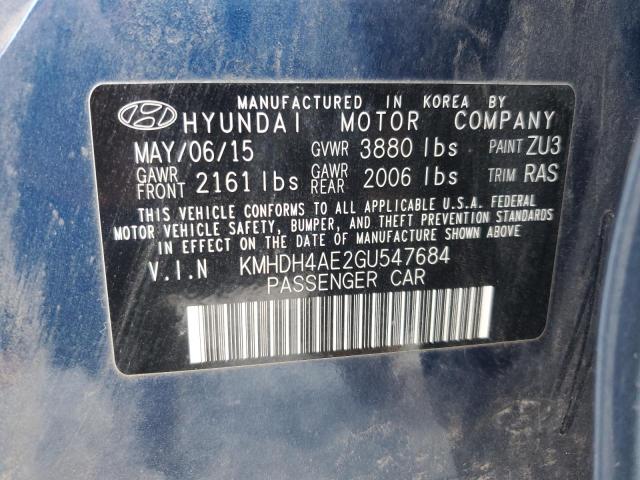 MANUFACTURED IN KOREA BY
HYUNDAI MOTOR COMPANY
MAY/06/15 GVWR 3880 lbs PAINT ZU3
GAWR FRONT 2161 lbs GAWR REAR 2006 lbs TRIM RAS
THIS VEHICLE CONFORMS TO ALL APPLICABLE U.S.A. FEDERAL
MOTOR VEHICLE SAFETY, BUMPER, AND THEFT PREVENTION STANDARDS
IN EFFECT ON THE DATE OF MANUFACTURE SHOWN ABOVE.
V.I.N KMHDH4AE2GU547684
PASSENGER CAR